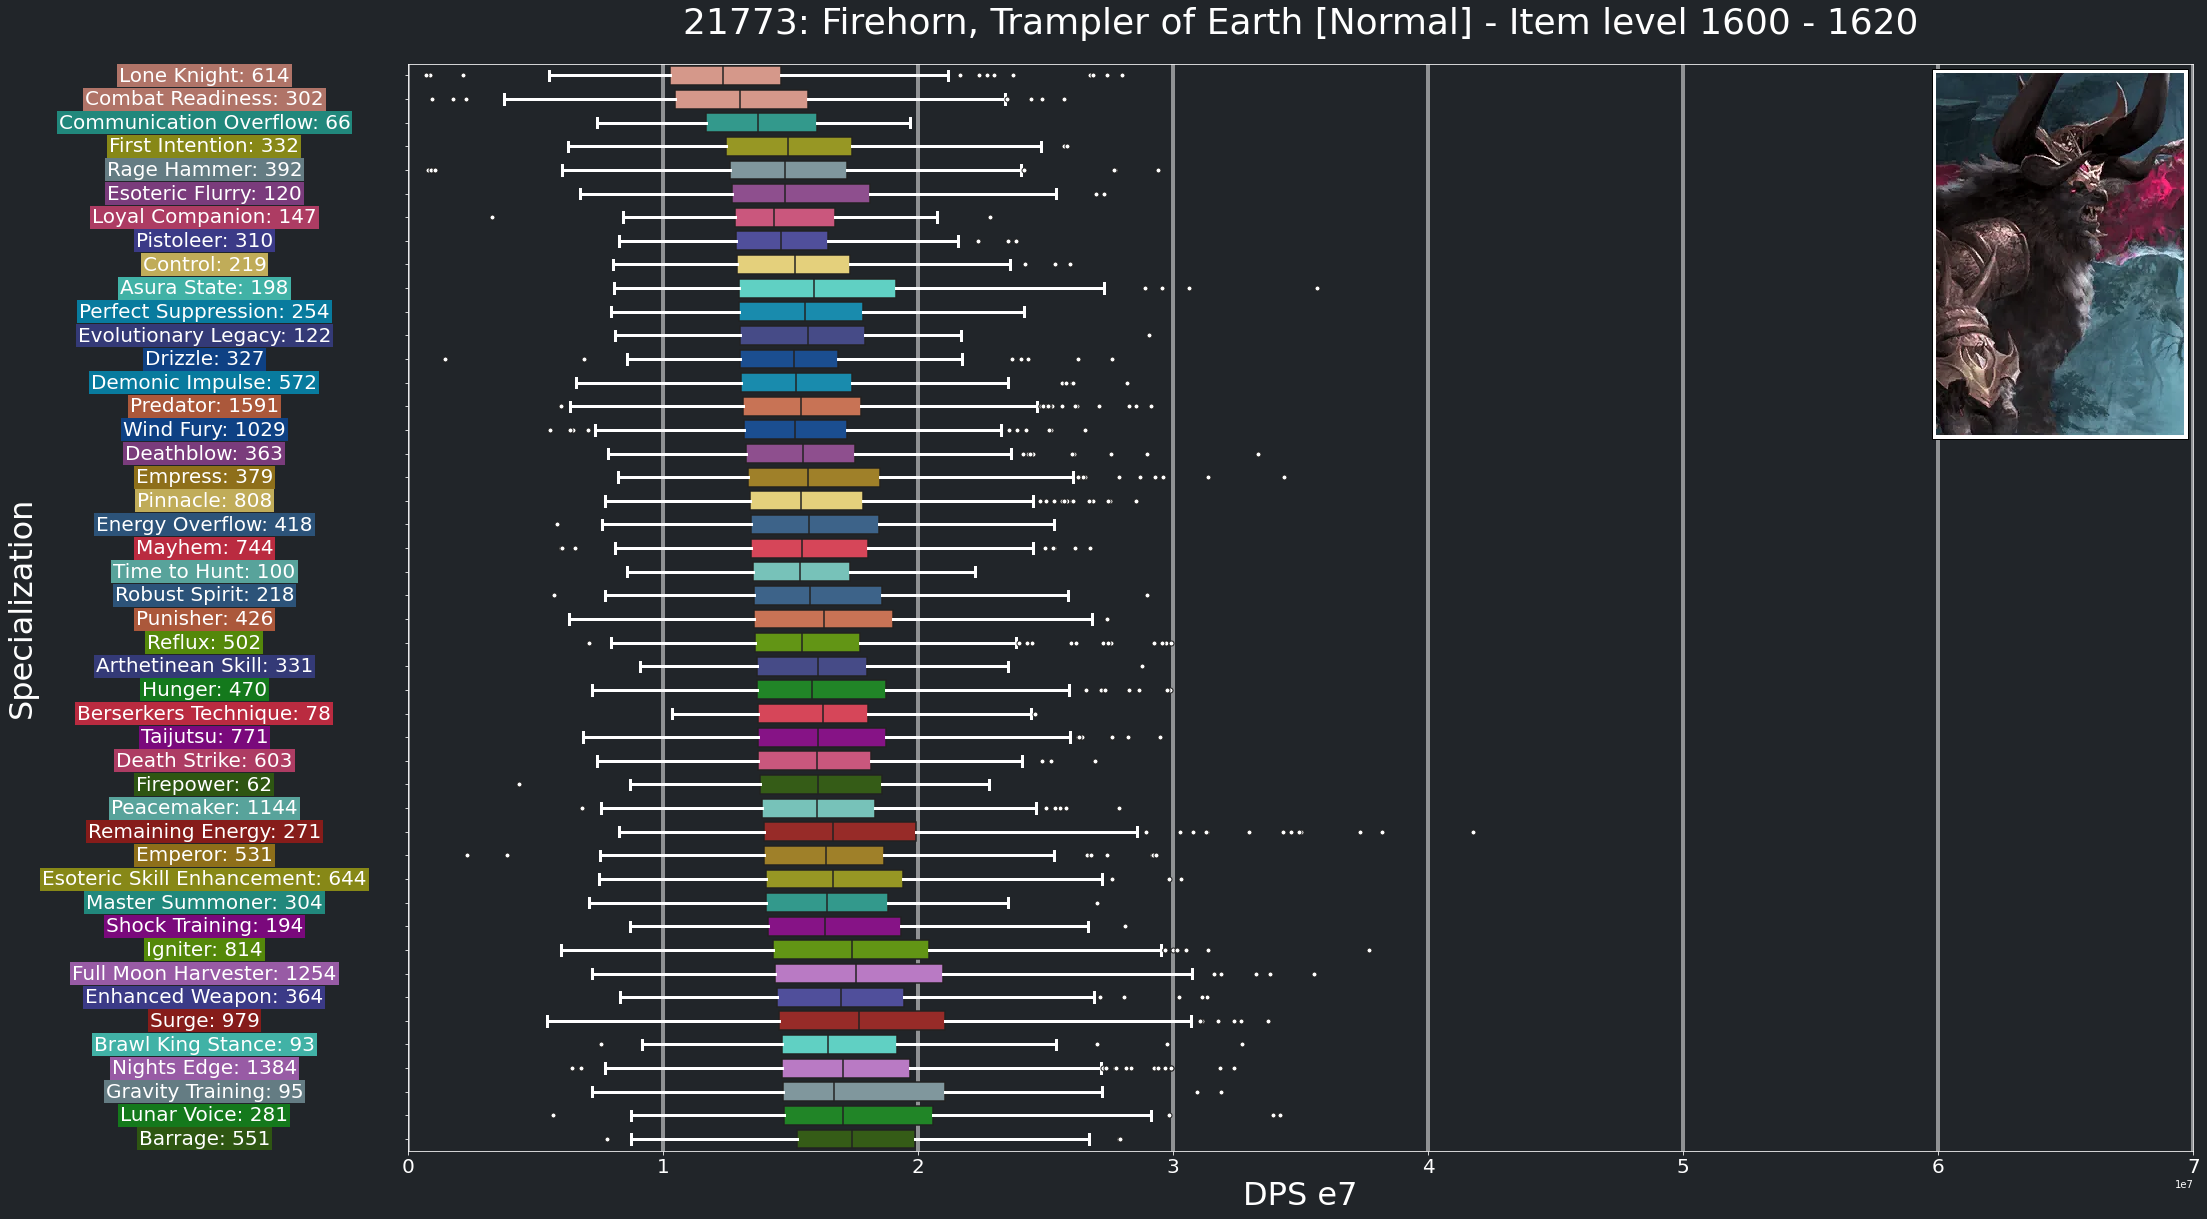 21773: Firehorn, Trampler of Earth [Normal] - Item level 1600 - 1620
Lone Knight: 614
Combat Readiness: 302
Communication Overflow: 66
First Intention: 332
Rage Hammer: 392
Esoteric Flurry: 120
Loyal Companion: 147
Pistoleer: 310
Control: 219
Asura State: 198
Perfect Suppression: 254
Evolutionary Legacy: 122
Drizzle: 327
Demonic Impulse: 572
Predator: 1591
Wind Fury: 1029
Deathblow: 363
Empress: 379
Pinnacle: 808
Energy Overflow: 418
Mayhem: 744
Time to Hunt: 100
Robust Spirit: 218
Punisher: 426
Reflux: 502
Arthetinean Skill: 331
Hunger: 470
Berserkers Technique: 78
Taijutsu: 771
Death Strike: 603
Firepower: 62
Peacemaker: 1144
Remaining Energy: 271
Emperor: 531
Esoteric Skill Enhancement: 644
Master Summoner: 304
Shock Training: 194
Igniter: 814
Full Moon Harvester: 1254
Enhanced Weapon: 364
Surge: 979
Brawl King Stance: 93
Nights Edge: 1384
Gravity Training: 95
Lunar Voice: 281
Barrage: 551
Specialization
0 1 2 3 4 5 6 7
1e7
DPS e7